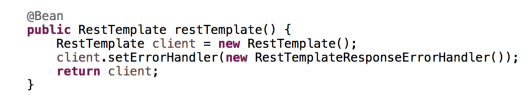 @Bean
public RestTemplate restTemplate() {
    RestTemplate client = new RestTemplate();
    client.setErrorHandler(new RestTemplateResponseErrorHandler());
    return client;
}